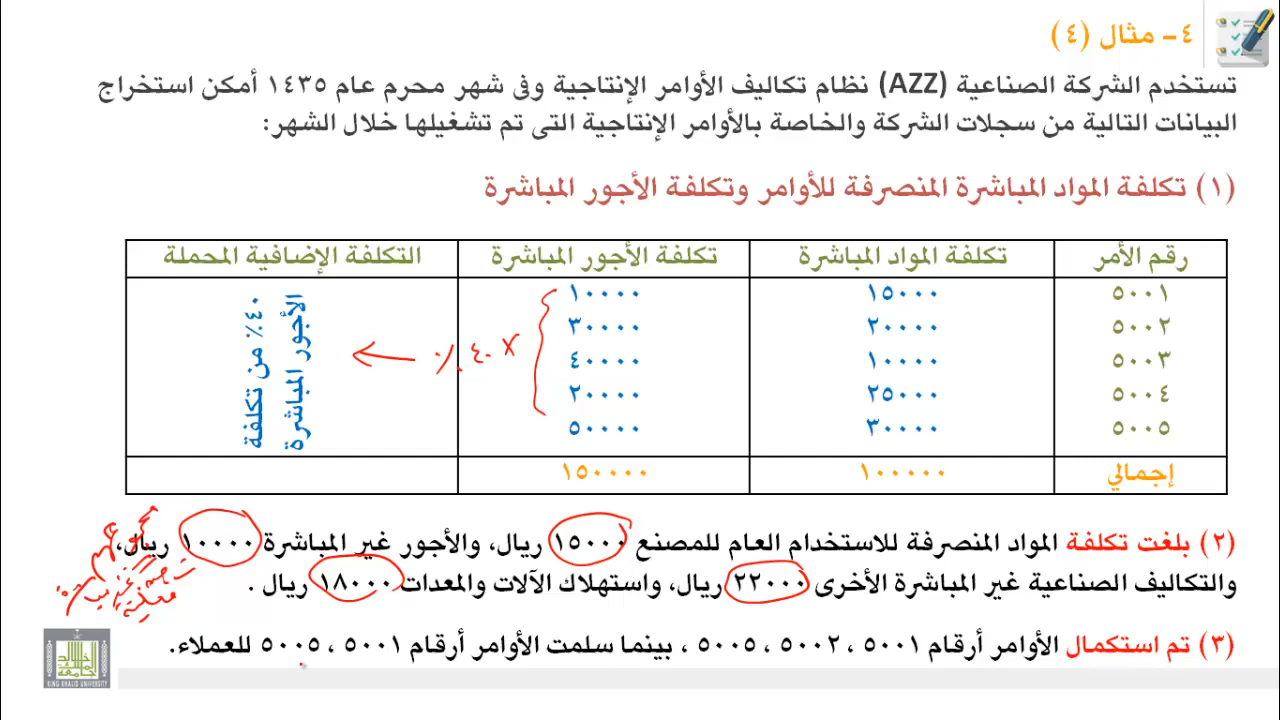 ٤- مثال (٤)
تستخدم الشركة الصناعية (AZZ) نظام تكاليف الأوامر الإنتاجية وفى شهر محرم عام ١٤٣٥ أمكن استخراج
البيانات التالية من سجلات الشركة والخاصة بالأوامر الإنتاجية التى تم تشغيلها خلال الشهر:
(١) تكلفة المواد المباشرة المنصرفة للأوامر وتكلفة الأجور المباشرة
رقم الأمر تكلفة المواد المباشرة تكلفة الأجور المباشرة التكلفة الإضافية المحملة
٥٠٠١ ١٥٠٠٠ ١٠٠٠٠
٥٠٠٢ ٢٠٠٠٠ ٣٠٠٠٠
٥٠٠٣ ١٠٠٠٠ ٤٠٠٠٠
٥٠٠٤ ٢٥٠٠٠ ٢٠٠٠٠
٥٠٠٥ ٣٠٠٠٠ ٥٠٠٠٠
٤٠٪ من تكلفة
الأجور المباشرة
× ٤٠٪
إجمالي ١٠٠٠٠٠ ١٥٠٠٠٠
(٢) بلغت تكلفة المواد المنصرفة للاستخدام العام للمصنع ١٥٠٠٠ ريال، والأجور غير المباشرة ١٠٠٠٠ ريال،
والتكاليف الصناعية غير المباشرة الأخرى ٢٢٠٠٠ ريال، واستهلاك الآلات والمعدات ١٨٠٠٠ ريال .
(٣) تم استكمال الأوامر أرقام ٥٠٠١ ، ٥٠٠٢ ، ٥٠٠٥ ، بينما سلمت الأوامر أرقام ٥٠٠١ ، ٥٠٠٥ للعملاء.
KING KHALID UNIVERSITY